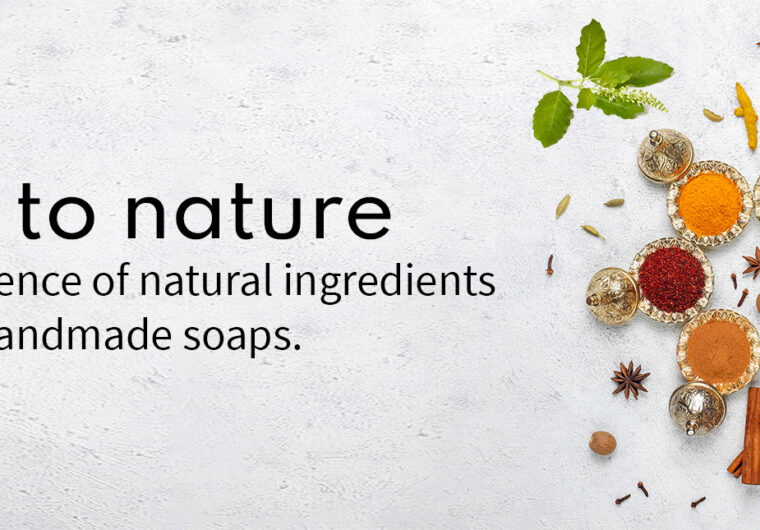 to nature
ence of natural ingredients
andmade soaps.